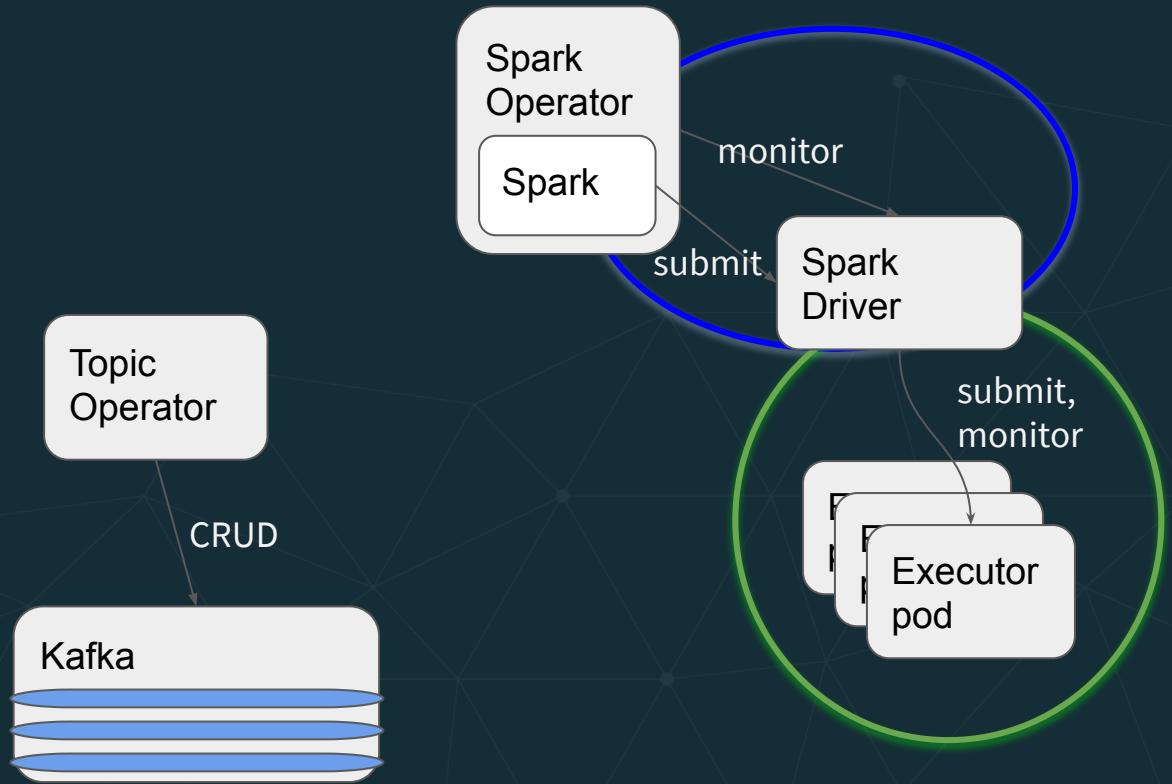 Spark
Operator
Spark
monitor
submit
Spark
Driver
Topic
Operator
submit,
monitor
CRUD
Executor
pod
Kafka